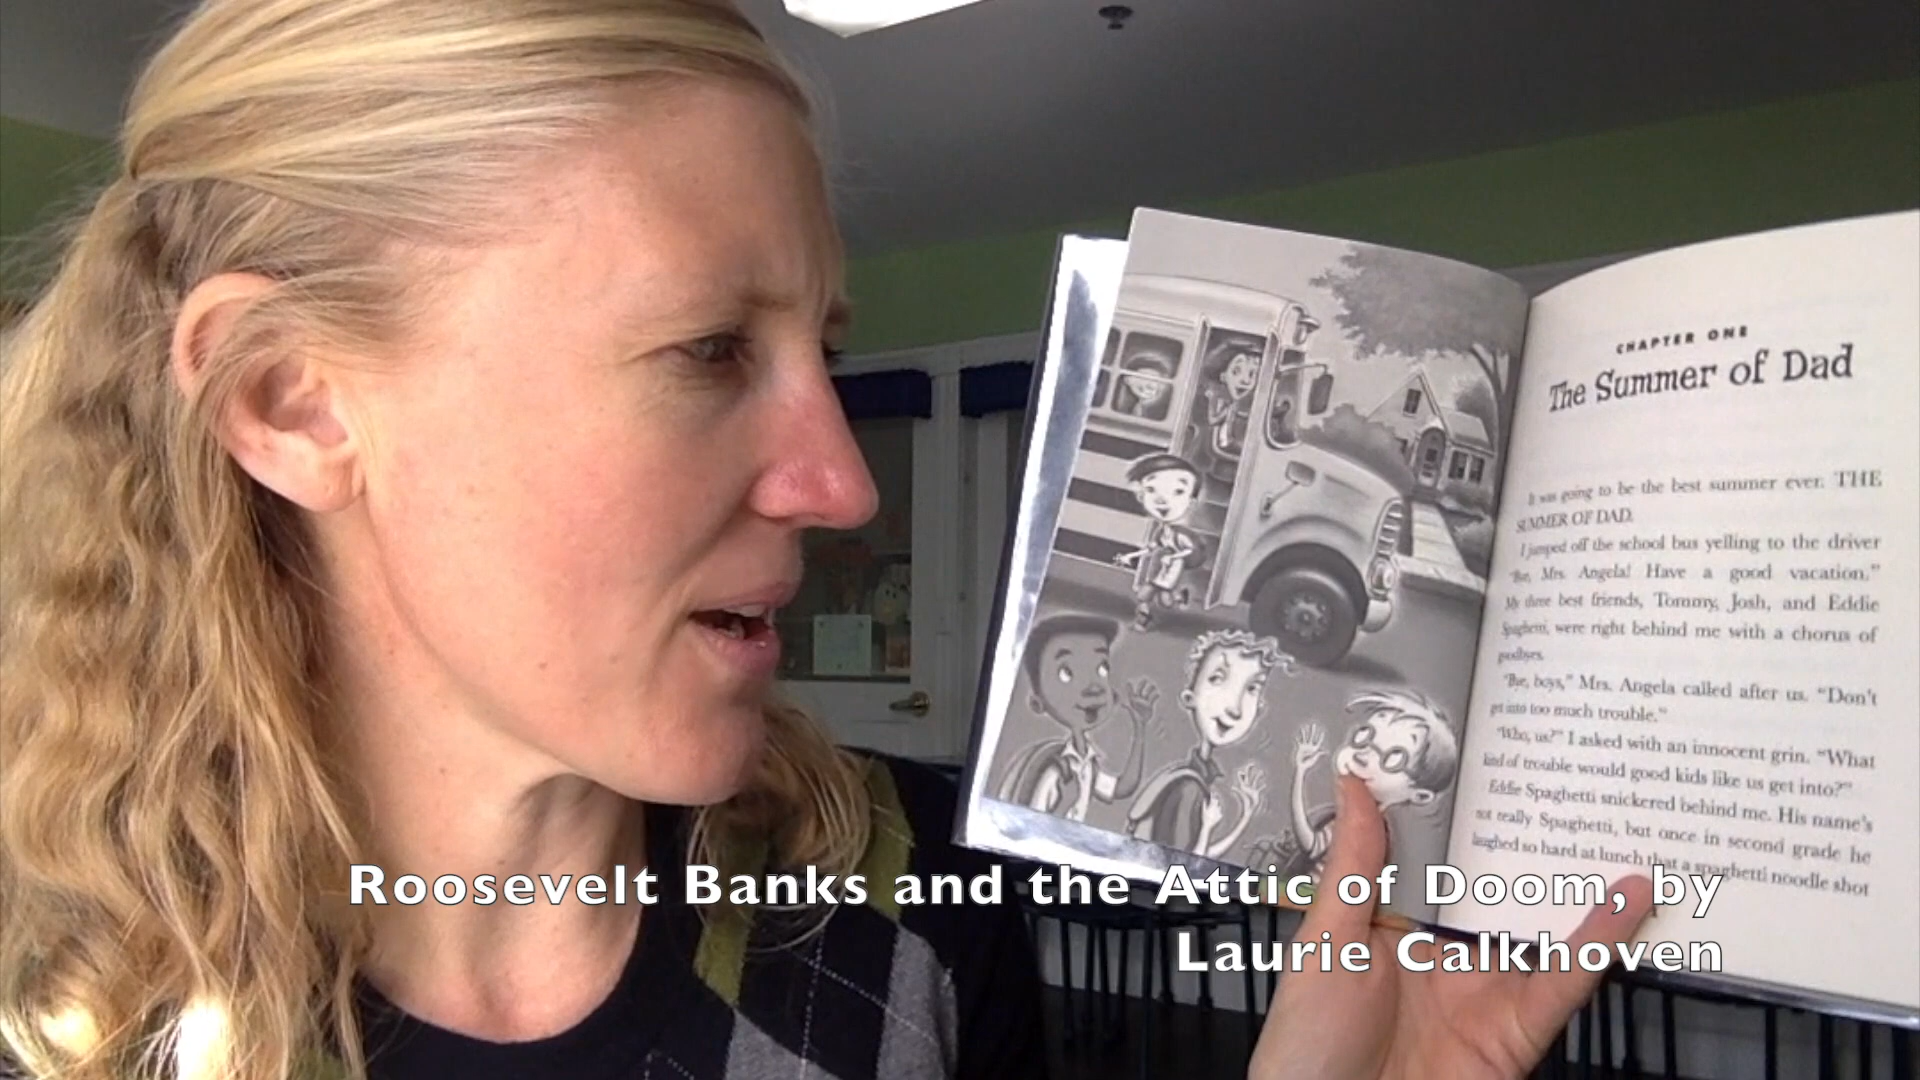 CHAPTER ONE
The Summer of Dad
It was going to be the best summer ever. THE
SUMMER OF DAD.
I jumped off the school bus yelling to the driver
"Bye, Mrs. Angela! Have a good vacation."
My three best friends, Tommy, Josh, and Eddie
Spaghetti, were right behind me with a chorus of
goodbyes.
"Bye, boys," Mrs. Angela called after us. "Don't
get into too much trouble."
"Who, us?" I asked with an innocent grin. "What
kind of trouble would good kids like us get into?"
Eddie Spaghetti snickered behind me. His name's
not really Spaghetti, but once in second grade he
laughed so hard at lunch that a spaghetti noodle shot
Roosevelt Banks and the Attic of Doom, by
Laurie Calkhoven